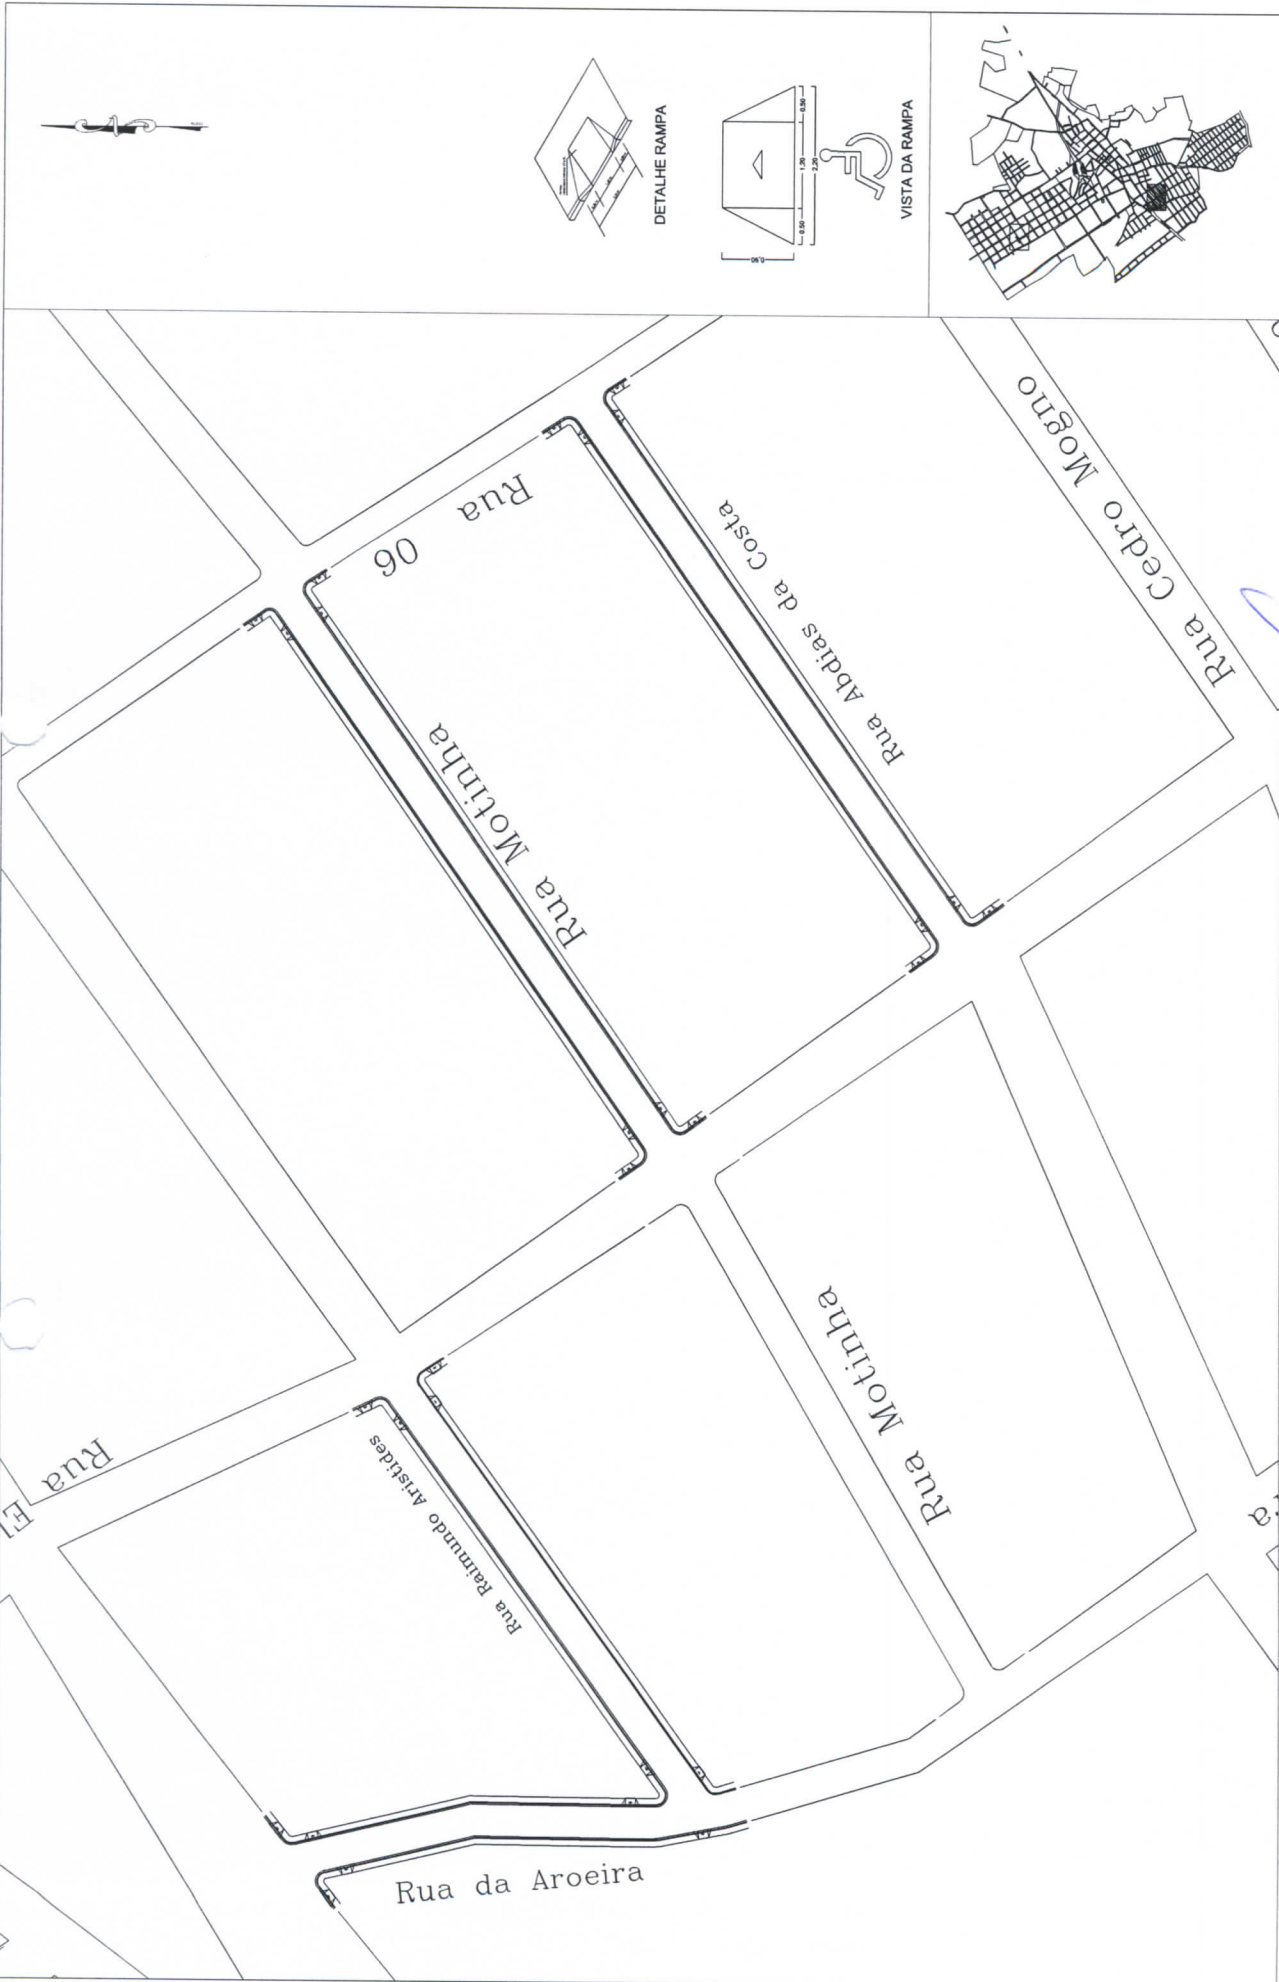 DETALHE RAMPA
0.50
1.20
0.50
2.20
0.90
VISTA DA RAMPA
Rua 06
Rua Abdias da Costa
Rua Cedro Mogno
Rua Motinha
Rua Motinha
Rua
Rua Raimundo Aristides
Rua da Aroeira